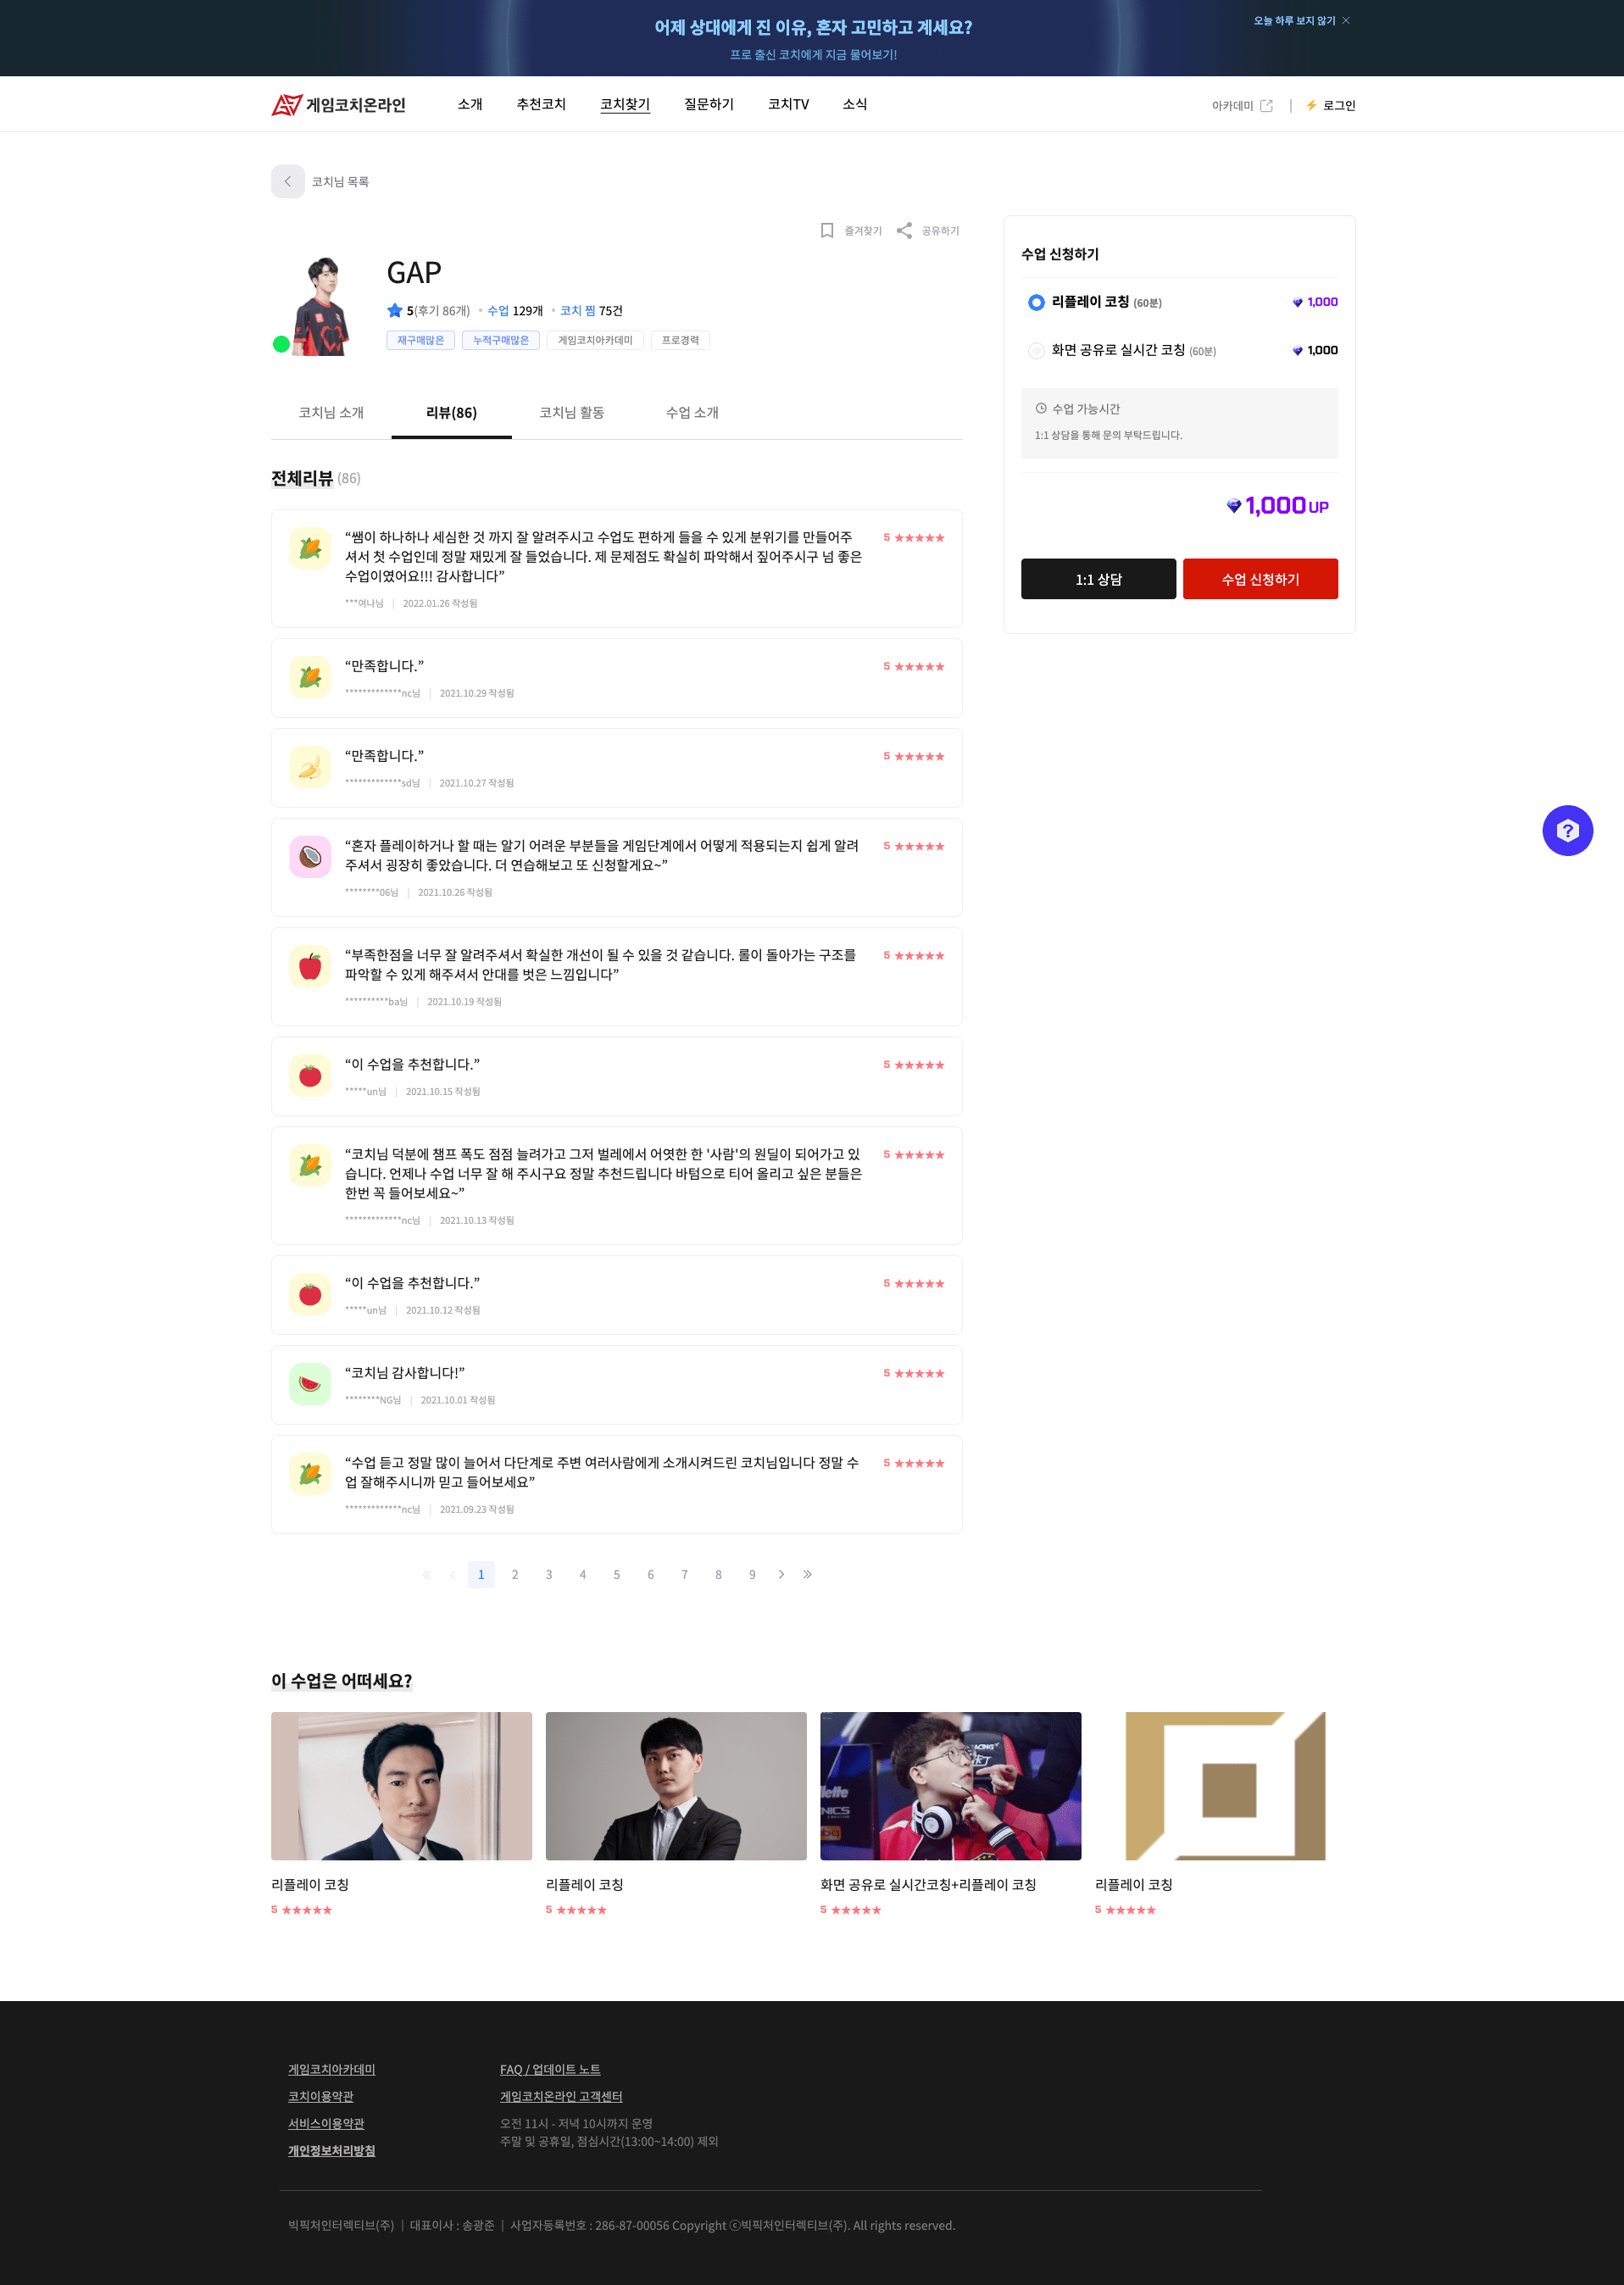 어제 상대에게 진 이유, 혼자 고민하고 계세요?
프로 출신 코치에게 지금 물어보기!
오늘 하루 보지 않기
게임코치온라인
소개
추천코치
코치찾기
질문하기
코치TV
소식
아카데미
로그인
코치님 목록
즐겨찾기
공유하기
GAP
5(후기 86개)
수업 129개
코치 찜 75건
재구매많은
누적구매많은
게임코치아카데미
프로경력
코치님 소개
리뷰(86)
코치님 활동
수업 소개
전체리뷰 (86)
“쌤이 하나하나 세심한 것 까지 잘 알려주시고 수업도 편하게 들을 수 있게 분위기를 만들어주
셔서 첫 수업인데 정말 재밌게 잘 들었습니다. 제 문제점도 확실히 파악해서 짚어주시구 넘 좋은
수업이였어요!!! 감사합니다”
5 ★★★★★
***여나님 | 2022.01.26 작성됨
“만족합니다.”
5 ★★★★★
*************nc님 | 2021.10.29 작성됨
“만족합니다.”
5 ★★★★★
*************sd님 | 2021.10.27 작성됨
“혼자 플레이하거나 할 때는 알기 어려운 부분들을 게임단계에서 어떻게 적용되는지 쉽게 알려
주셔서 굉장히 좋았습니다. 더 연습해보고 또 신청할게요~”
5 ★★★★★
********06님 | 2021.10.26 작성됨
“부족한점을 너무 잘 알려주셔서 확실한 개선이 될 수 있을 것 같습니다. 롤이 돌아가는 구조를
파악할 수 있게 해주셔서 안대를 벗은 느낌입니다”
5 ★★★★★
**********ba님 | 2021.10.19 작성됨
“이 수업을 추천합니다.”
5 ★★★★★
*****un님 | 2021.10.15 작성됨
“코치님 덕분에 챔프 폭도 점점 늘려가고 그저 벌레에서 어엿한 한 '사람'의 원딜이 되어가고 있
습니다. 언제나 수업 너무 잘 해 주시구요 정말 추천드립니다 바텀으로 티어 올리고 싶은 분들은
한번 꼭 들어보세요~”
5 ★★★★★
*************nc님 | 2021.10.13 작성됨
“이 수업을 추천합니다.”
5 ★★★★★
*****un님 | 2021.10.12 작성됨
“코치님 감사합니다!”
5 ★★★★★
********NG님 | 2021.10.01 작성됨
“수업 듣고 정말 많이 늘어서 다단계로 주변 여러사람에게 소개시켜드린 코치님입니다 정말 수
업 잘해주시니까 믿고 들어보세요”
5 ★★★★★
*************nc님 | 2021.09.23 작성됨
1 2 3 4 5 6 7 8 9
수업 신청하기
리플레이 코칭 (60분)
1,000
화면 공유로 실시간 코칭 (60분)
1,000
수업 가능시간
1:1 상담을 통해 문의 부탁드립니다.
1,000 UP
1:1 상담
수업 신청하기
?
이 수업은 어떠세요?
리플레이 코칭
5 ★★★★★
리플레이 코칭
5 ★★★★★
화면 공유로 실시간코칭+리플레이 코칭
5 ★★★★★
리플레이 코칭
5 ★★★★★
게임코치아카데미
코치이용약관
서비스이용약관
개인정보처리방침
FAQ / 업데이트 노트
게임코치온라인 고객센터
오전 11시 - 저녁 10시까지 운영
주말 및 공휴일, 점심시간(13:00~14:00) 제외
빅픽처인터렉티브(주) | 대표이사 : 송광준 | 사업자등록번호 : 286-87-00056 Copyright ⓒ빅픽처인터렉티브(주). All rights reserved.